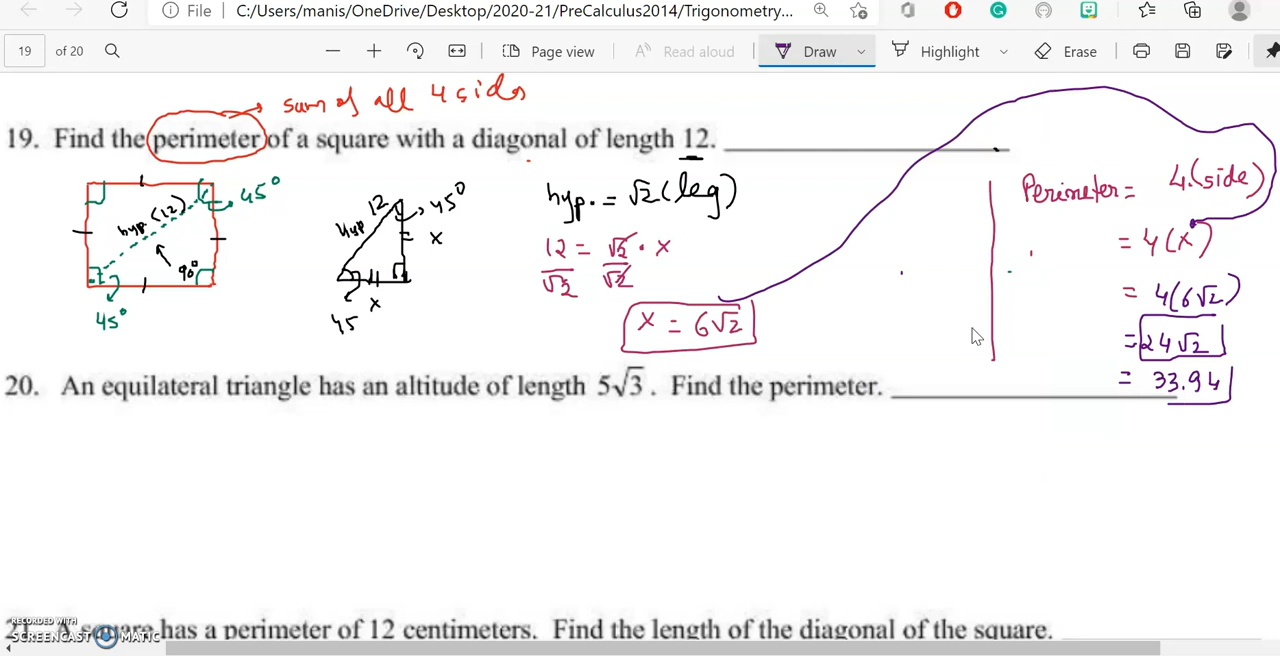 File C:/Users/manis/OneDrive/Desktop/2020-21/PreCalculus2014/Trigonometry...
19 of 20 Page view Read aloud Draw Highlight Erase
sum of all 4 sides
19. Find the perimeter of a square with a diagonal of length 12.
hyp. (12)
45°
90°
45°
hyp 12
45°
x
x
45
hyp. = √2 (leg)
12 = √2 • x
√2 √2
x = 6√2
Perimeter = 4.(side)
= 4(x)
= 4(6√2)
= 24√2
= 33.94
20. An equilateral triangle has an altitude of length 5√3. Find the perimeter.
21. A square has a perimeter of 12 centimeters. Find the length of the diagonal of the square.
RECORDED WITH
SCREENCAST MATIC